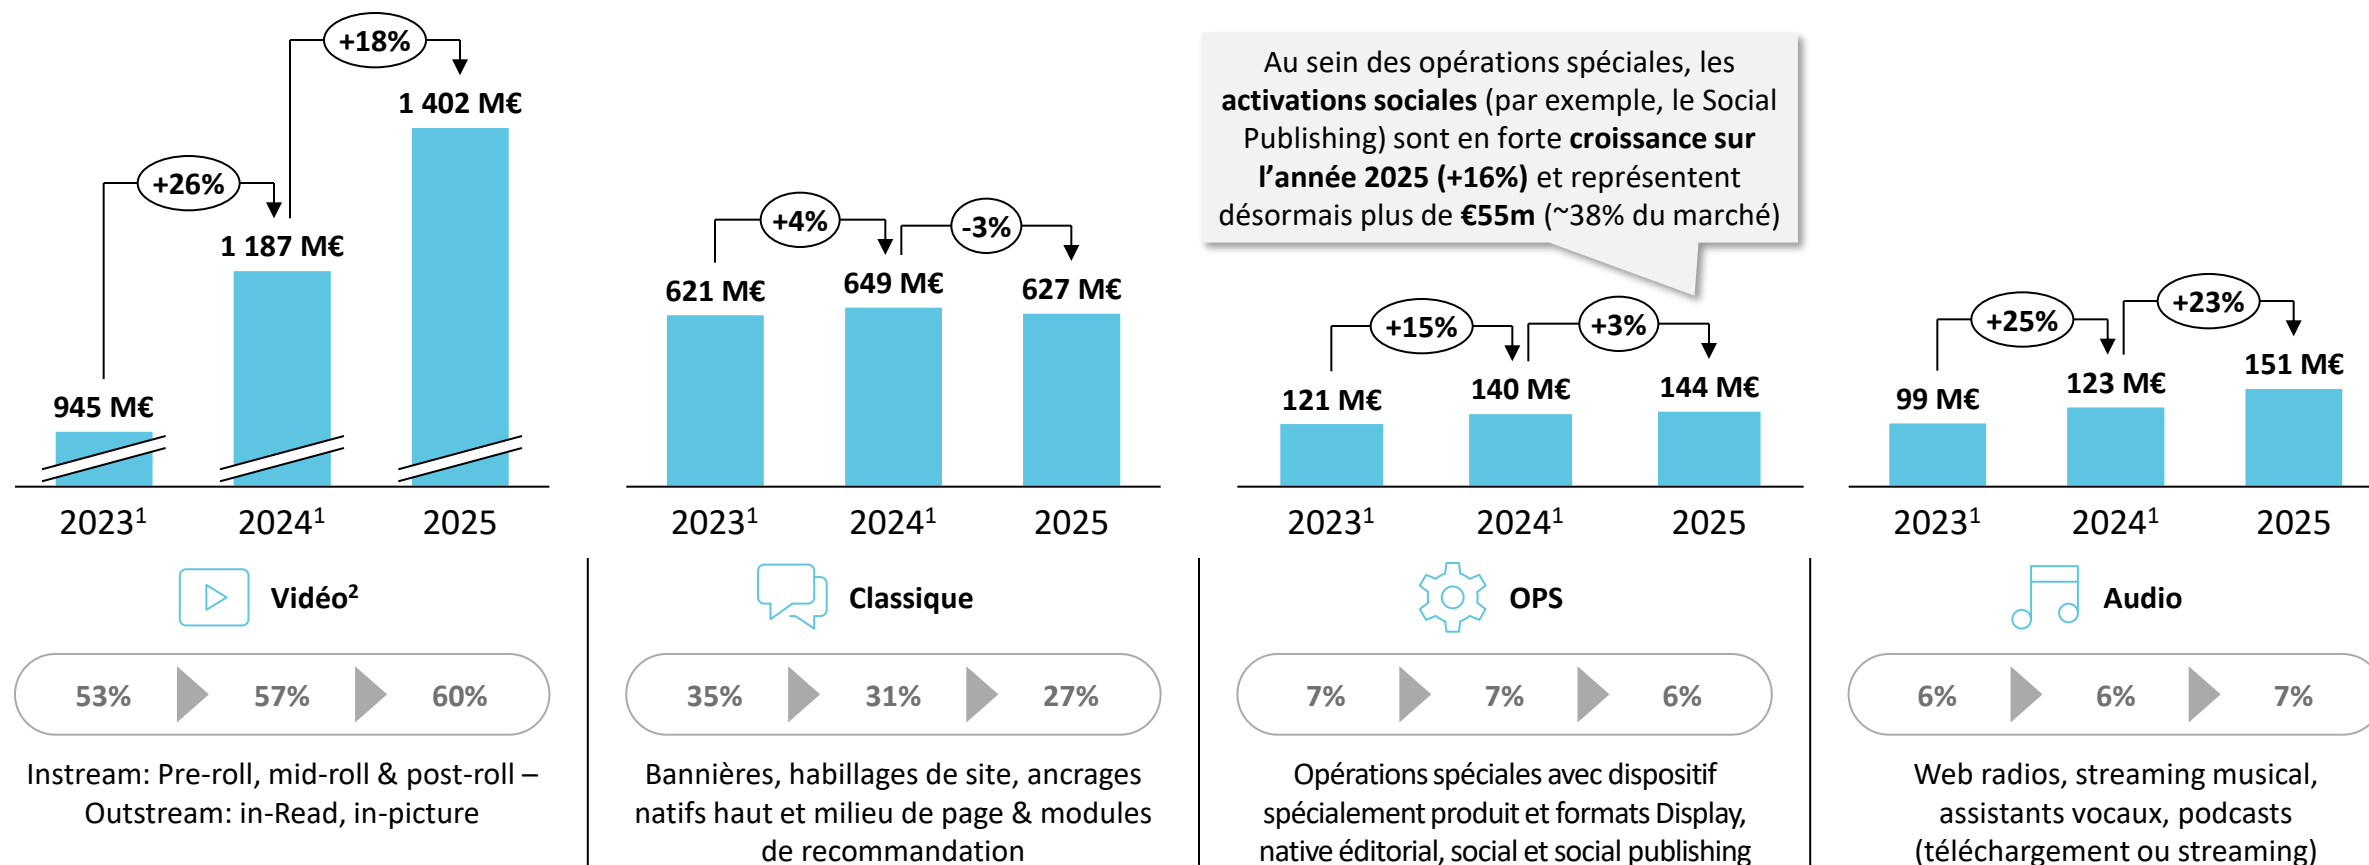 +18%
1 402 M€
+26%
1 187 M€
945 M€
2023¹
2024¹
2025
+4%
-3%
621 M€
649 M€
627 M€
2023¹
2024¹
2025
Au sein des opérations spéciales, les
activations sociales (par exemple, le Social
Publishing) sont en forte croissance sur
l’année 2025 (+16%) et représentent
désormais plus de €55m (~38% du marché)
+15%
+3%
121 M€
140 M€
144 M€
2023¹
2024¹
2025
+25%
+23%
99 M€
123 M€
151 M€
2023¹
2024¹
2025
Vidéo²
53%
57%
60%
Instream: Pre-roll, mid-roll & post-roll –
Outstream: in-Read, in-picture
Classique
35%
31%
27%
Bannières, habillages de site, ancrages
natifs haut et milieu de page & modules
de recommandation
OPS
7%
7%
6%
Opérations spéciales avec dispositif
spécialement produit et formats Display,
native éditorial, social et social publishing
Audio
6%
6%
7%
Web radios, streaming musical,
assistants vocaux, podcasts
(téléchargement ou streaming)